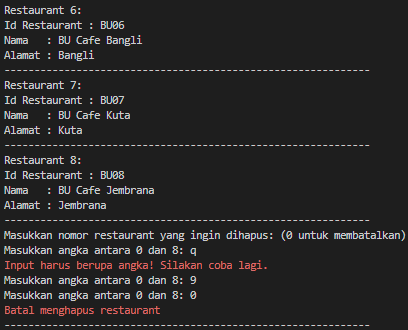 Restaurant 6:
Id Restaurant : BU06
Nama   : BU Cafe Bangli
Alamat : Bangli
----------------------------------------------------------
Restaurant 7:
Id Restaurant : BU07
Nama   : BU Cafe Kuta
Alamat : Kuta
----------------------------------------------------------
Restaurant 8:
Id Restaurant : BU08
Nama   : BU Cafe Jembrana
Alamat : Jembrana
----------------------------------------------------------
Masukkan nomor restaurant yang ingin dihapus: (0 untuk membatalkan)
Masukkan angka antara 0 dan 8: q
Input harus berupa angka! Silakan coba lagi.
Masukkan angka antara 0 dan 8: 9
Masukkan angka antara 0 dan 8: 0
Batal menghapus restaurant
----------------------------------------------------------